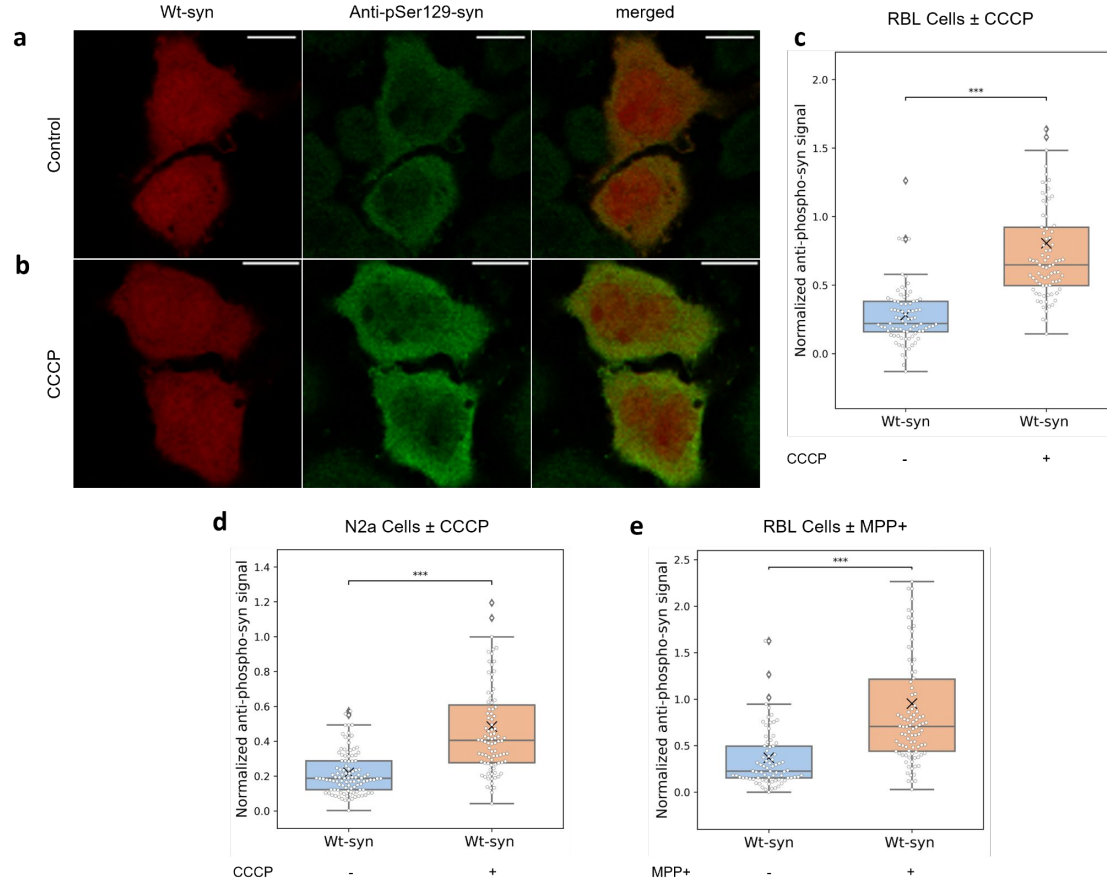 Wt-syn Anti-pSer129-syn merged
a
Control
b
CCCP
c
RBL Cells ± CCCP
Normalized anti-phospho-syn signal
2.0
1.5
1.0
0.5
0.0
***
Wt-syn Wt-syn
CCCP - +
d
N2a Cells ± CCCP
Normalized anti-phospho-syn signal
1.4
1.2
1.0
0.8
0.6
0.4
0.2
0.0
***
Wt-syn Wt-syn
CCCP - +
e
RBL Cells ± MPP+
Normalized anti-phospho-syn signal
2.5
2.0
1.5
1.0
0.5
0.0
***
Wt-syn Wt-syn
MPP+ - +